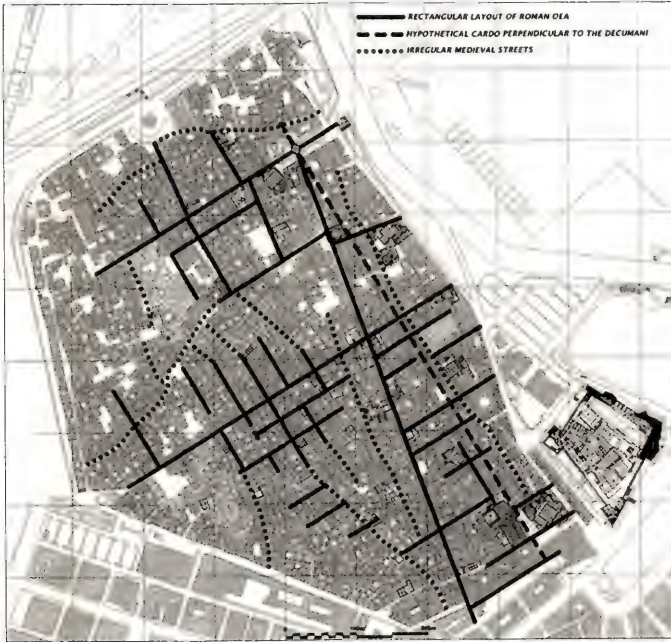 RECTANGULAR LAYOUT OF ROMAN OEA
HYPOTHETICAL CARDO PERPENDICULAR TO THE DECUMANI
IRREGULAR MEDIEVAL STREETS